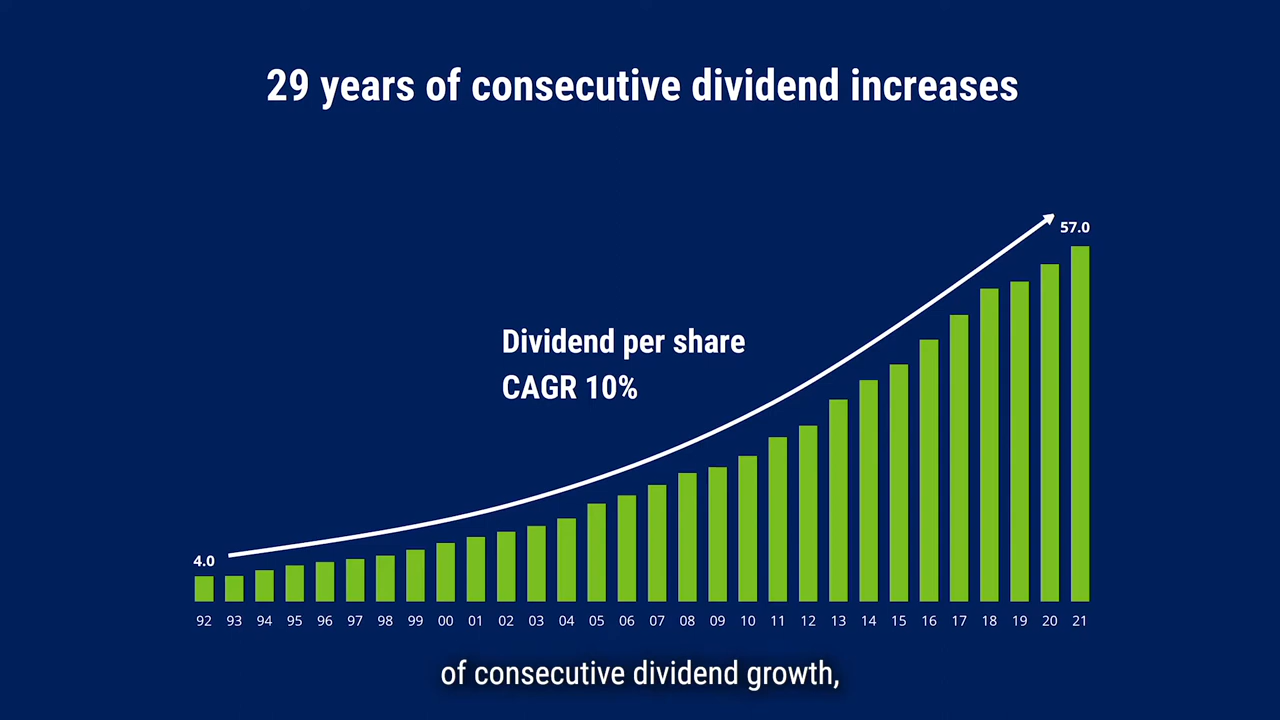 29 years of consecutive dividend increases
57.0
Dividend per share
CAGR 10%
4.0
92 93 94 95 96 97 98 99 00 01 02 03 04 05 06 07 08 09 10 11 12 13 14 15 16 17 18 19 20 21
of consecutive dividend growth,